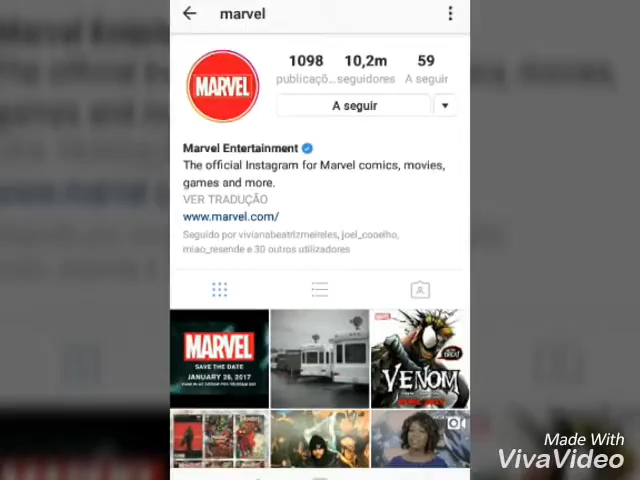 marvel
1098 10,2m 59
publicaçõ... seguidores A seguir
MARVEL
A seguir
Marvel Entertainment
The official Instagram for Marvel comics, movies,
games and more.
VER TRADUÇÃO
www.marvel.com/
Seguido por vivianabeatrizmeireles, joel_cooelho,
miao_resende e 30 outros utilizadores
MARVEL
SAVE THE DATE
JANUARY 26, 2017
MARVEL
VENOM
Made With
VivaVideo